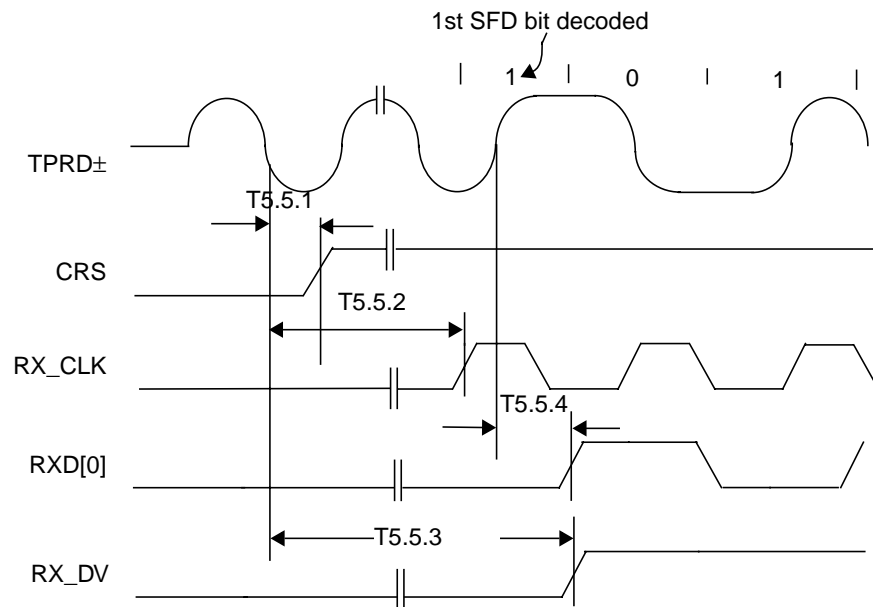 1st SFD bit decoded
1 0 1
TPRD±
T5.5.1
CRS
T5.5.2
RX_CLK
T5.5.4
RXD[0]
T5.5.3
RX_DV